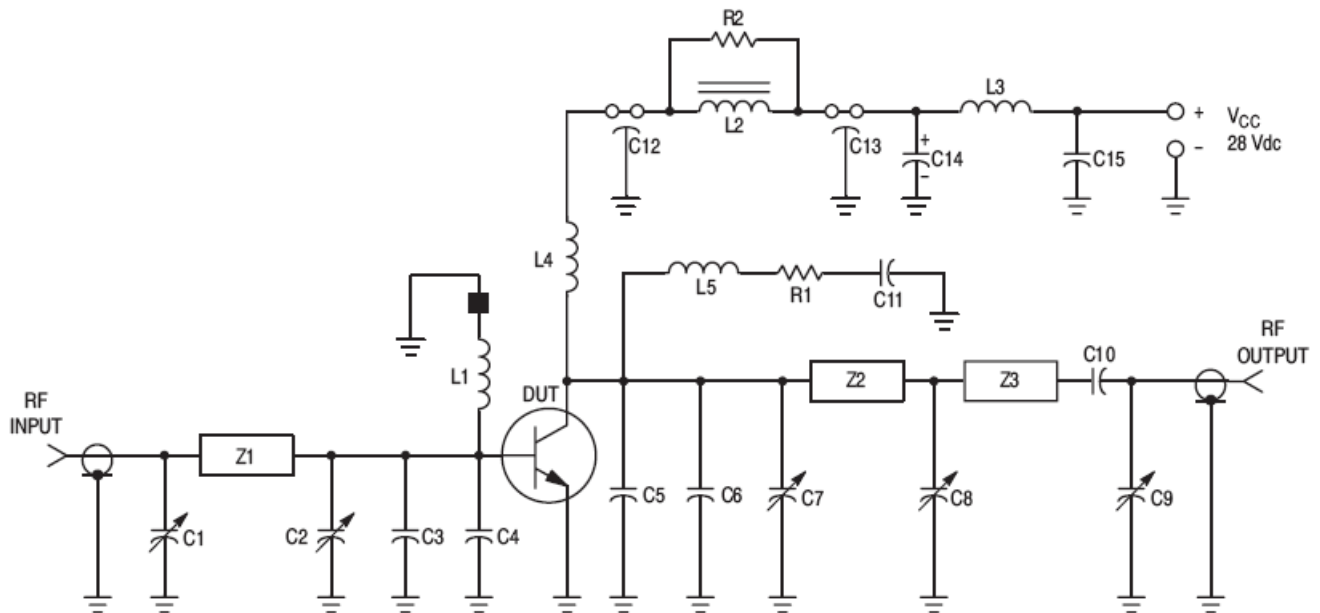 R2
L3
L2
C12
C13
+
C14
−
C15
+
−
VCC
28 Vdc
L4
L5
R1
C11
L1
DUT
RF
INPUT
Z1
Z2
Z3
C10
RF
OUTPUT
C1
C2
C3
C4
C5
C6
C7
C8
C9